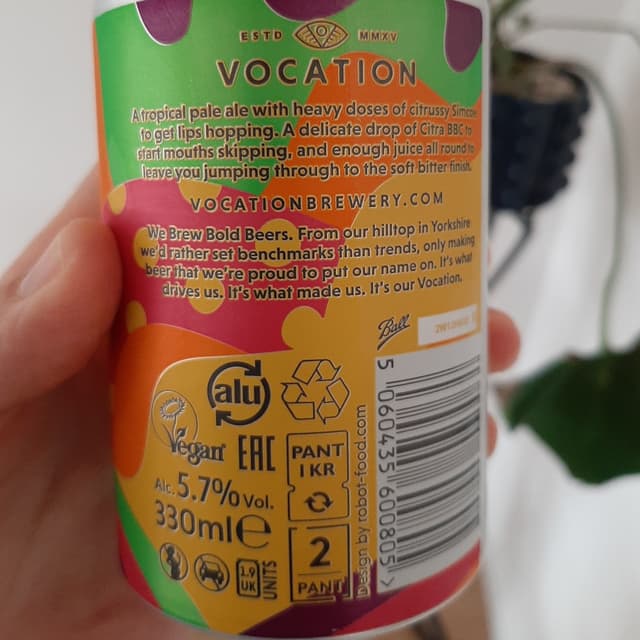 ESTD MMXV
VOCATION
A tropical pale ale with heavy doses of citrussy Simcoe
to get lips hopping. A delicate drop of Citra BBC to
start mouths skipping, and enough juice all round to
leave you jumping through to the soft bitter finish.
VOCATIONBREWERY.COM
We Brew Bold Beers. From our hilltop in Yorkshire
we'd rather set benchmarks than trends, only making
beer that we're proud to put our name on. It's what
drives us. It's what made us. It's our Vocation.
Ball
alu
Vegan
EAC
Alc. 5.7% Vol.
330ml e
1.9
UK
UNITS
PANT
1 KR
2
PANT
Design by robot-food.com
5 060435 600805 >